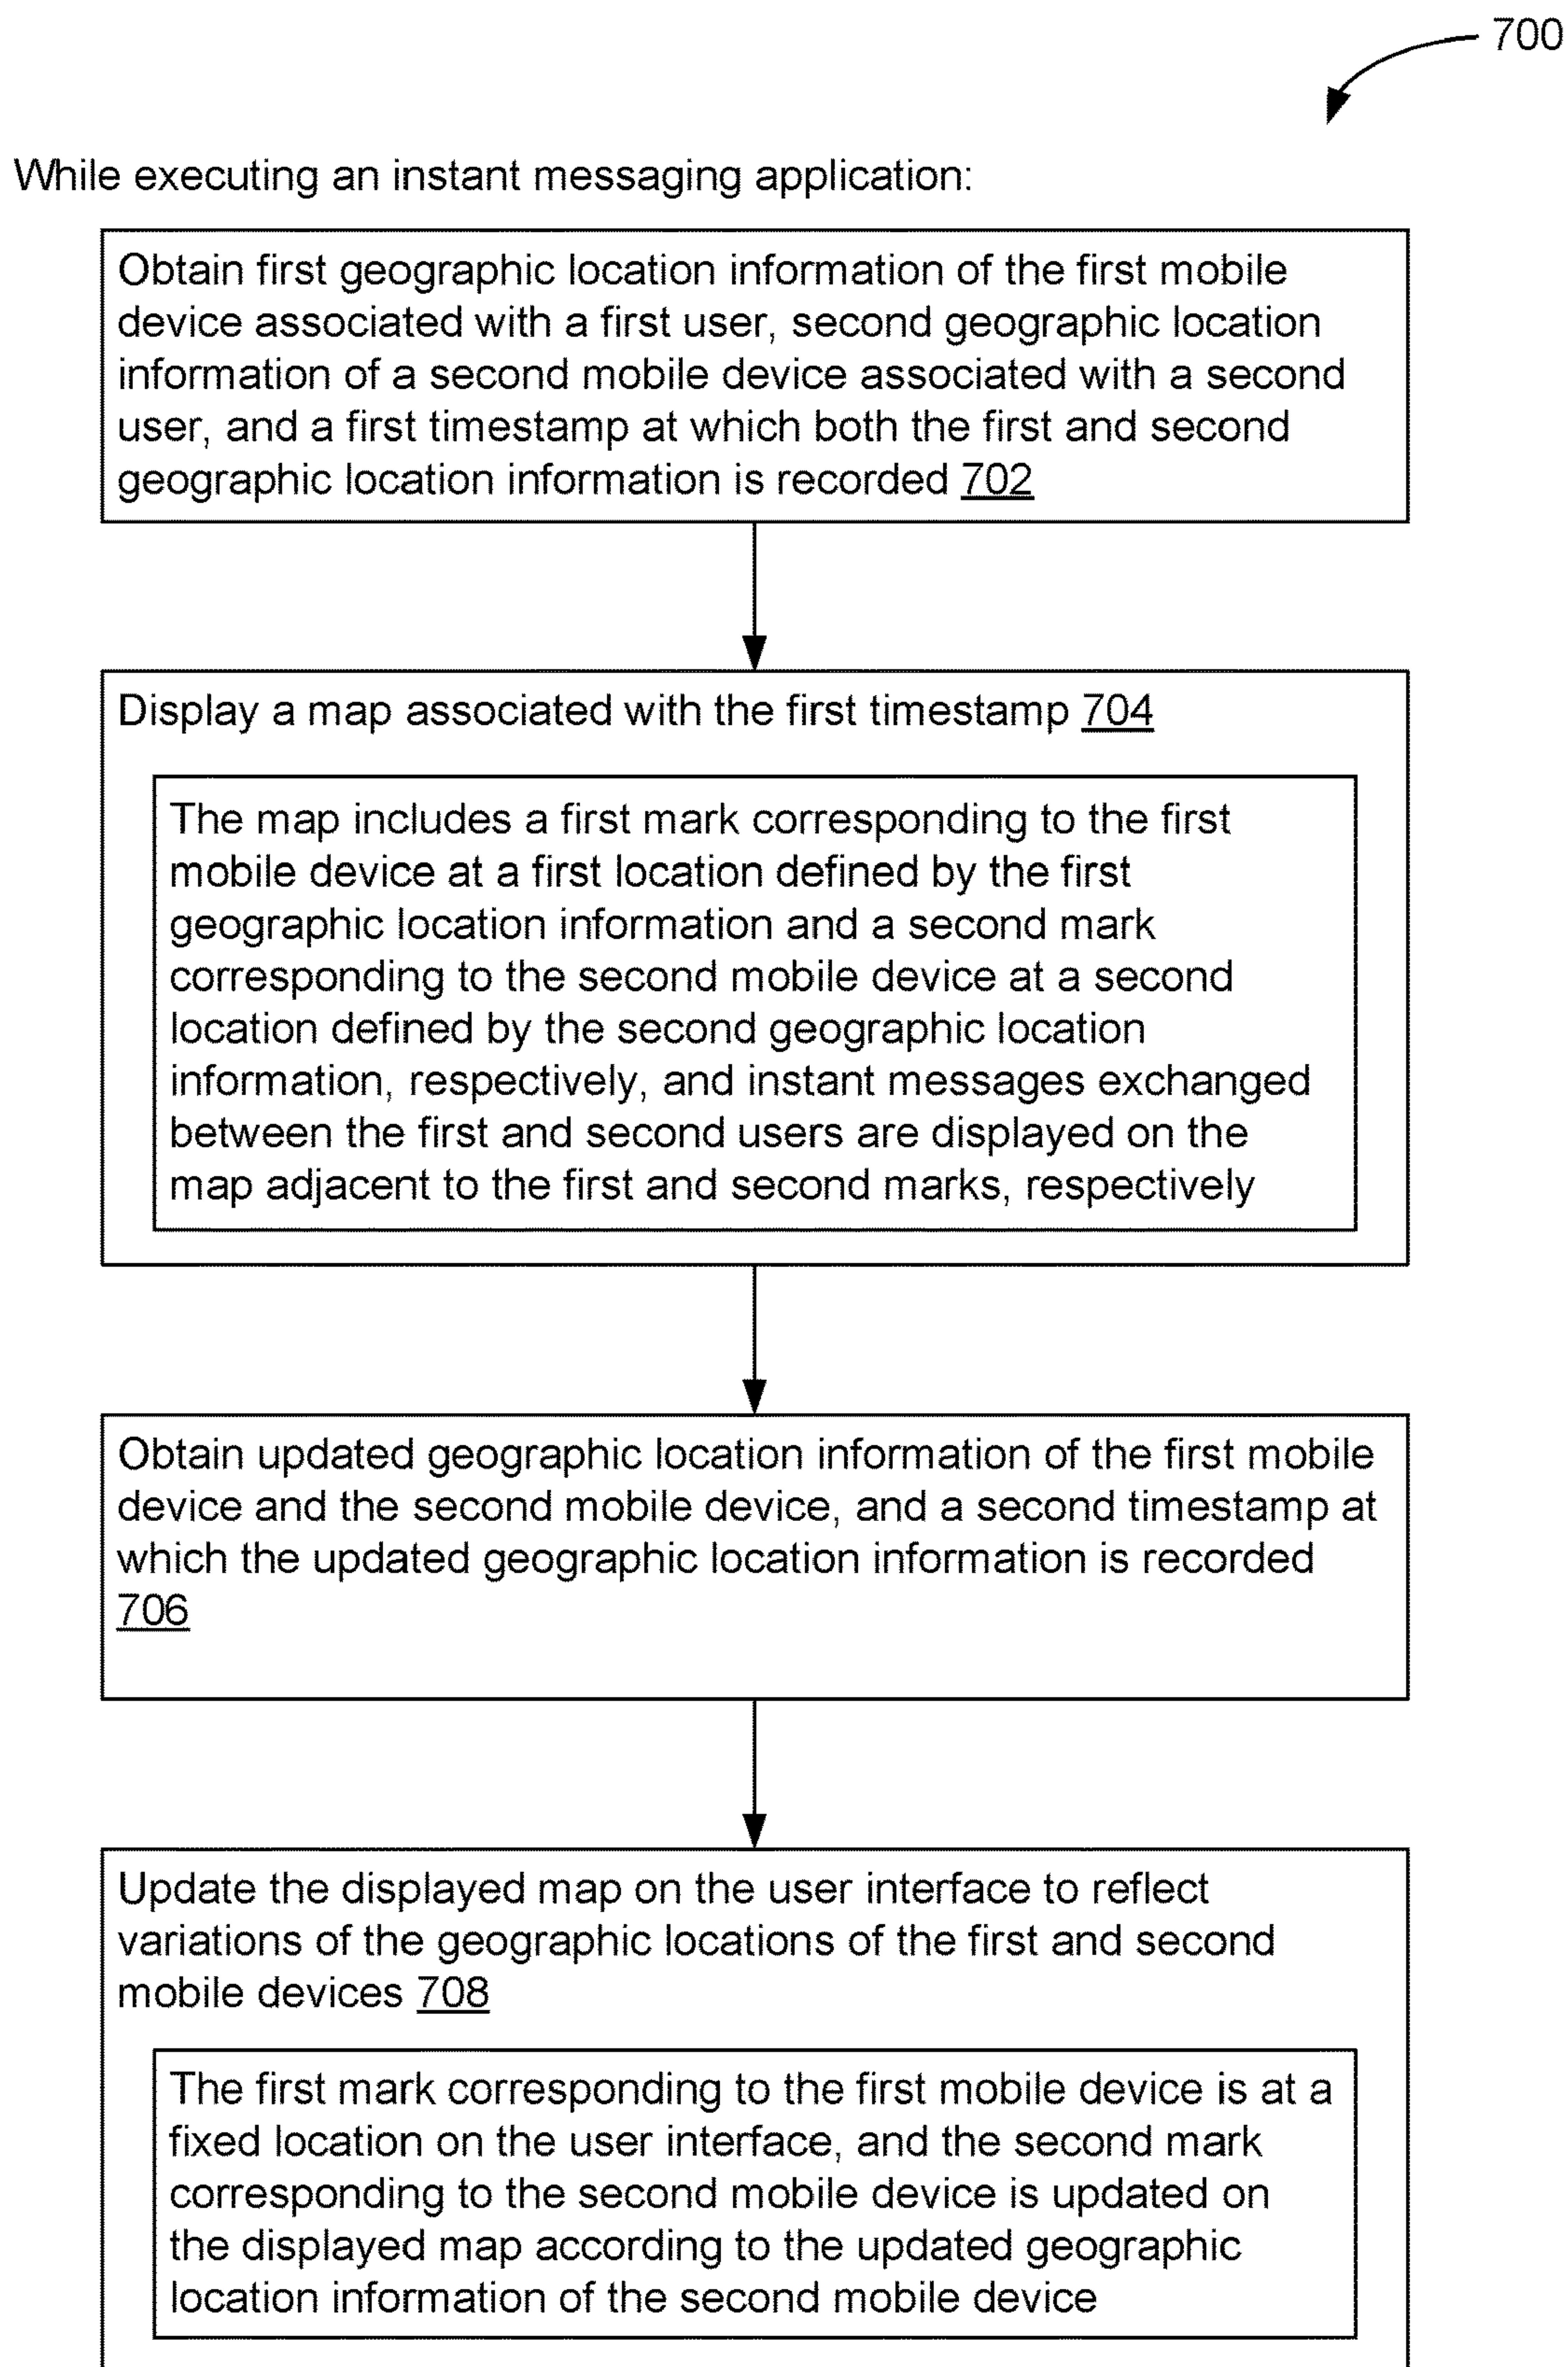 700
While executing an instant messaging application:
Obtain first geographic location information of the first mobile
device associated with a first user, second geographic location
information of a second mobile device associated with a second
user, and a first timestamp at which both the first and second
geographic location information is recorded 702
Display a map associated with the first timestamp 704
The map includes a first mark corresponding to the first
mobile device at a first location defined by the first
geographic location information and a second mark
corresponding to the second mobile device at a second
location defined by the second geographic location
information, respectively, and instant messages exchanged
between the first and second users are displayed on the
map adjacent to the first and second marks, respectively
Obtain updated geographic location information of the first mobile
device and the second mobile device, and a second timestamp at
which the updated geographic location information is recorded
706
Update the displayed map on the user interface to reflect
variations of the geographic locations of the first and second
mobile devices 708
The first mark corresponding to the first mobile device is at a
fixed location on the user interface, and the second mark
corresponding to the second mobile device is updated on
the displayed map according to the updated geographic
location information of the second mobile device